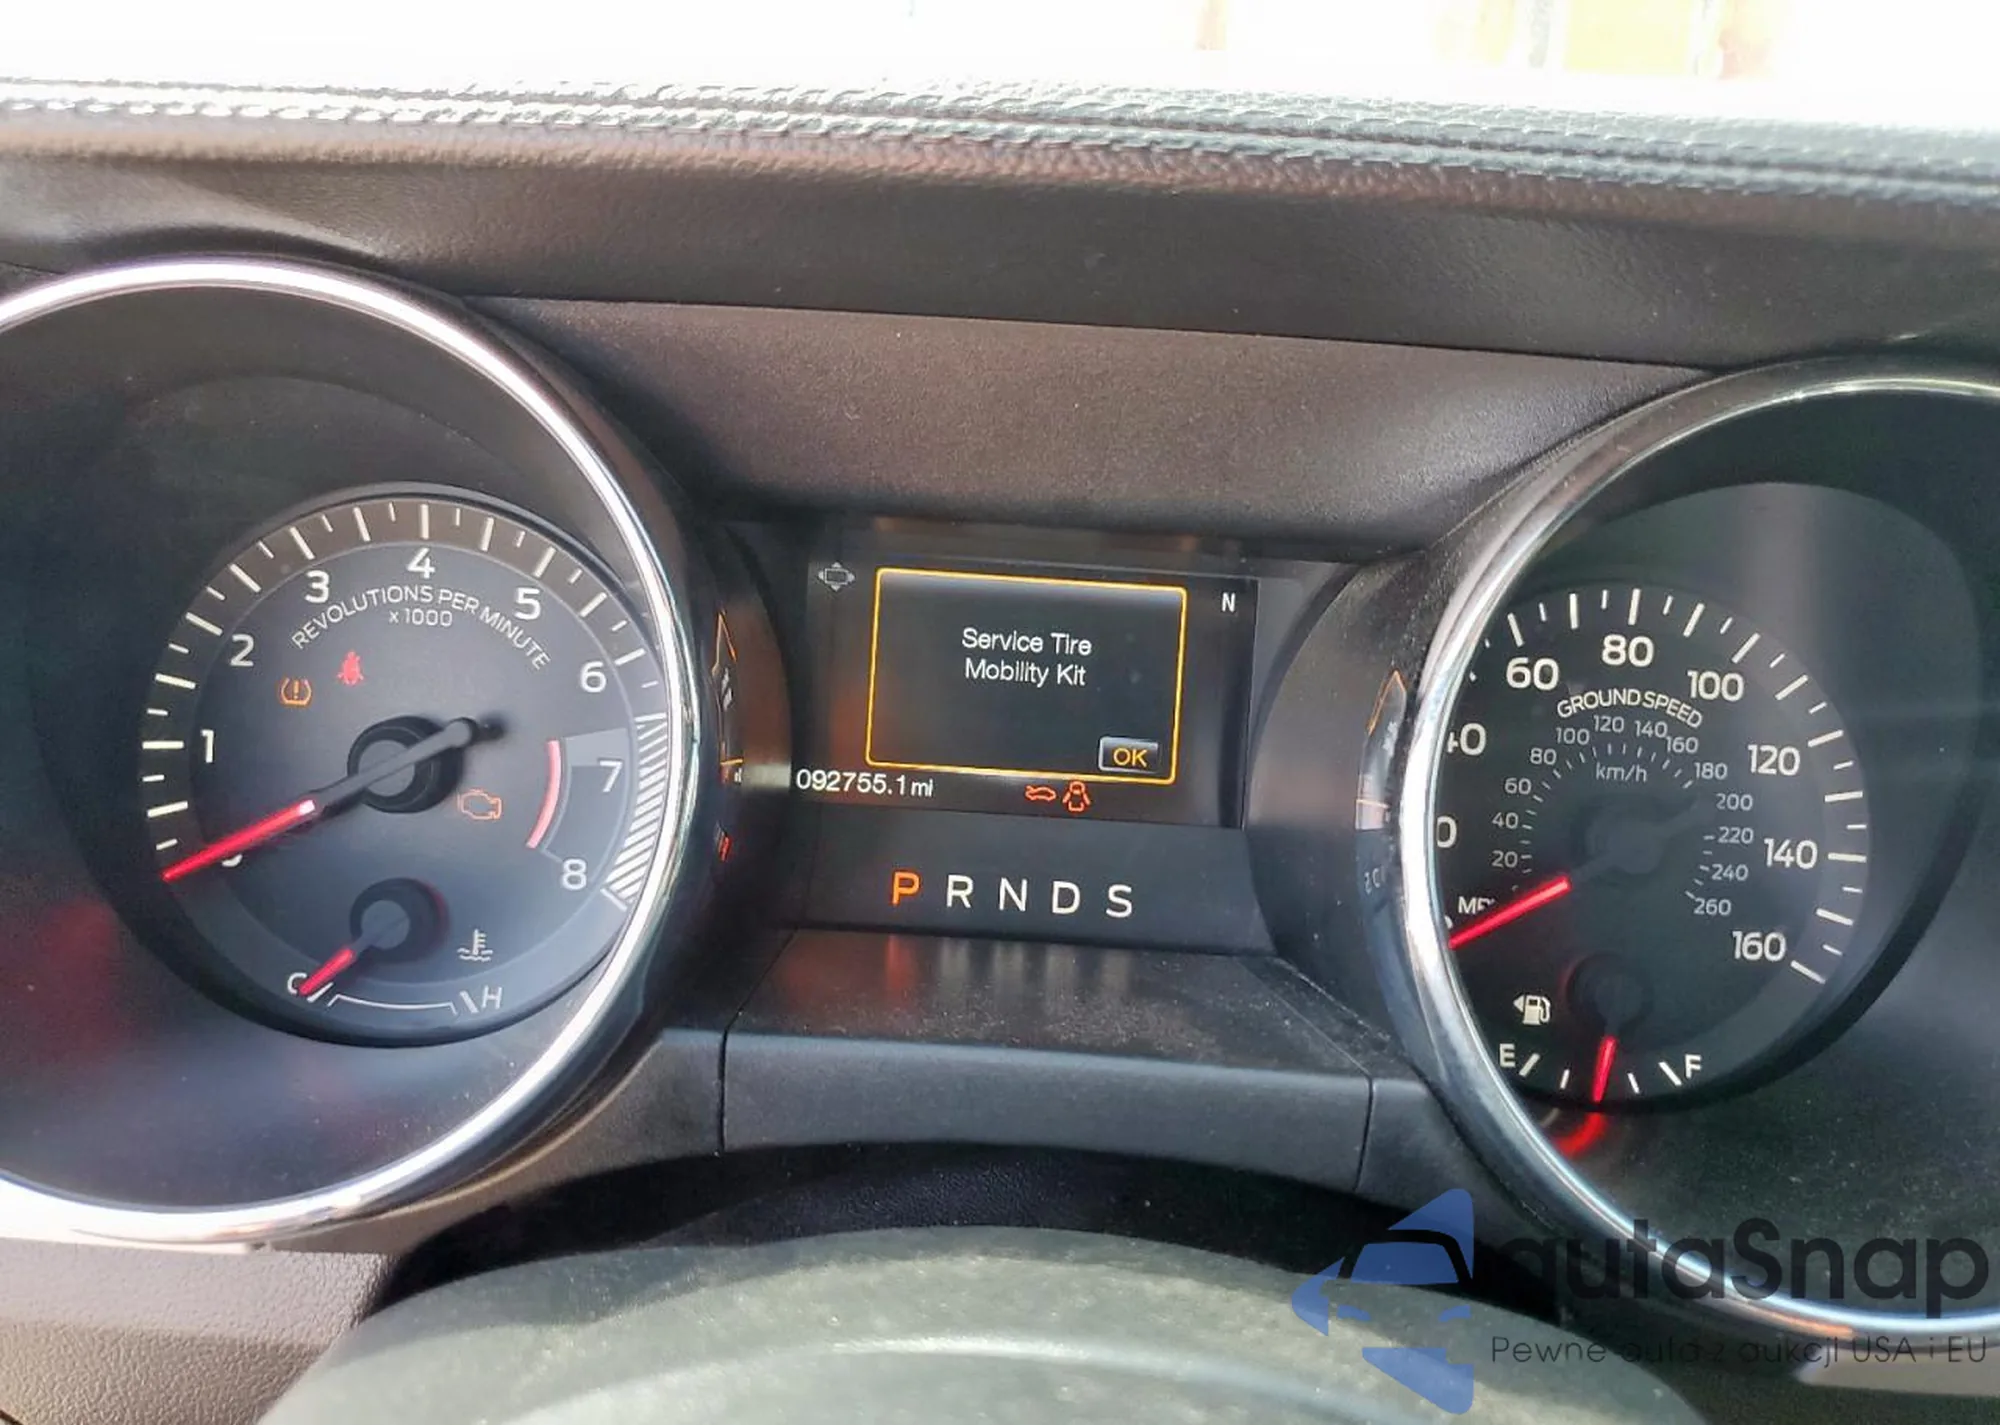 1
2
3
4
5
6
7
8
REVOLUTIONS PER MINUTE
x1000
C
H
Service Tire
Mobility Kit
OK
N
092755.1 mi
P R N D S
60
80
100
120
140
160
GROUND SPEED
20
40
60
80
100
120
140
160
180
200
220
240
260
km/h
E
F
autaSnap
Pewne auta z aukcji USA i EU